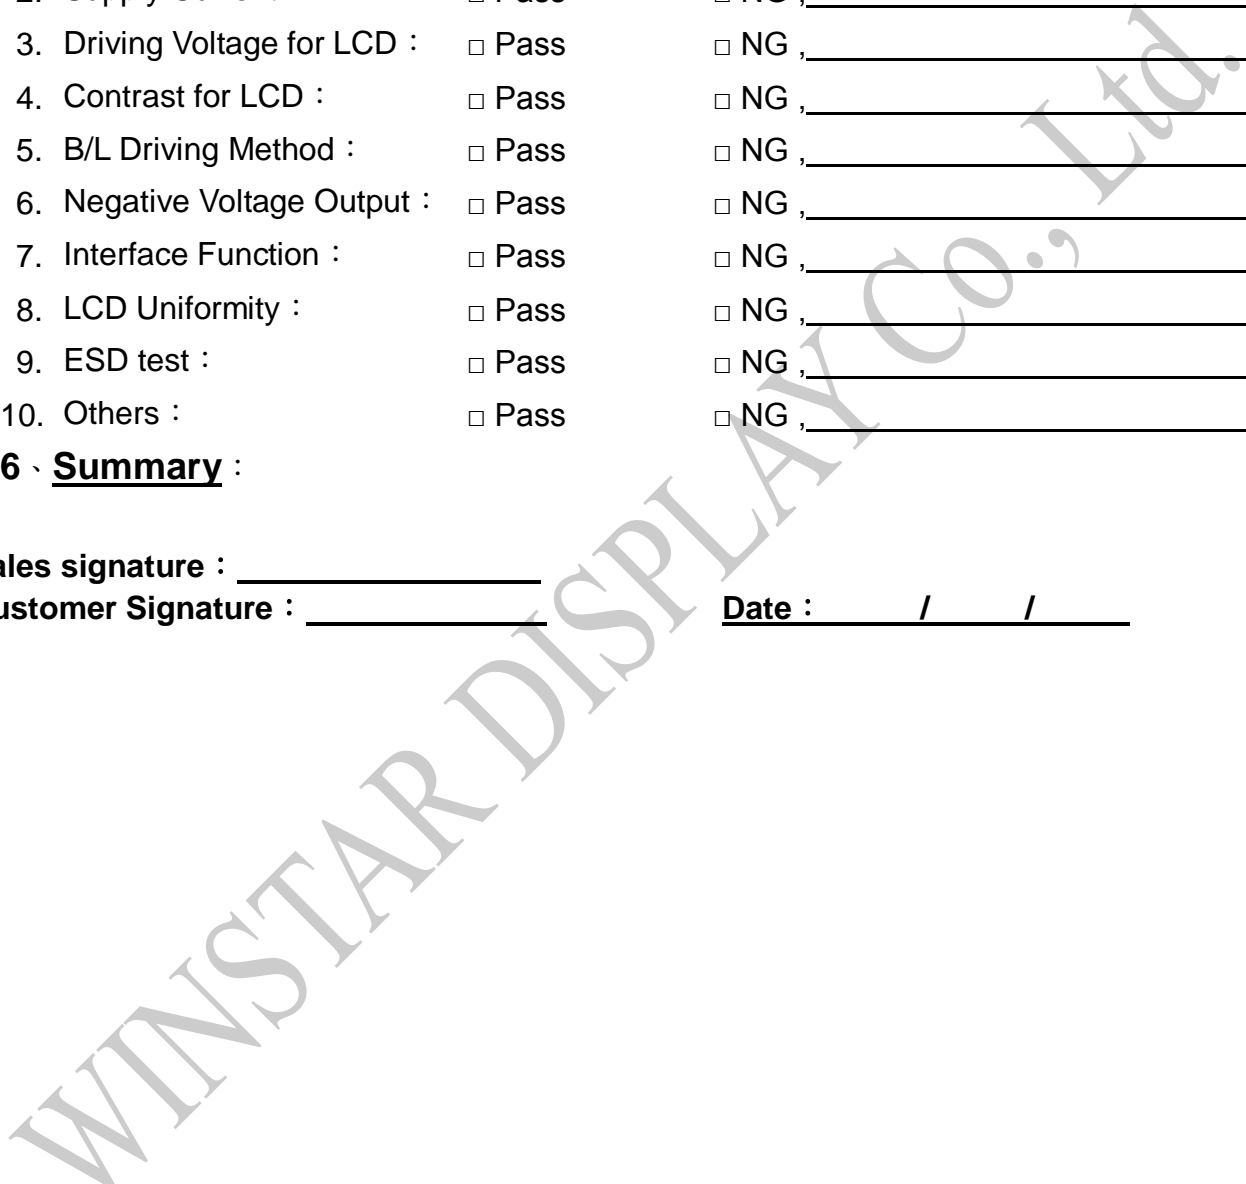 3. Driving Voltage for LCD： □ Pass □ NG ,
4. Contrast for LCD： □ Pass □ NG ,
5. B/L Driving Method： □ Pass □ NG ,
6. Negative Voltage Output： □ Pass □ NG ,
7. Interface Function： □ Pass □ NG ,
8. LCD Uniformity： □ Pass □ NG ,
9. ESD test： □ Pass □ NG ,
10. Others： □ Pass □ NG ,
6、Summary：
ales signature：
ustomer Signature： Date： / /
WINSTAR DISPLAY Co., Ltd.